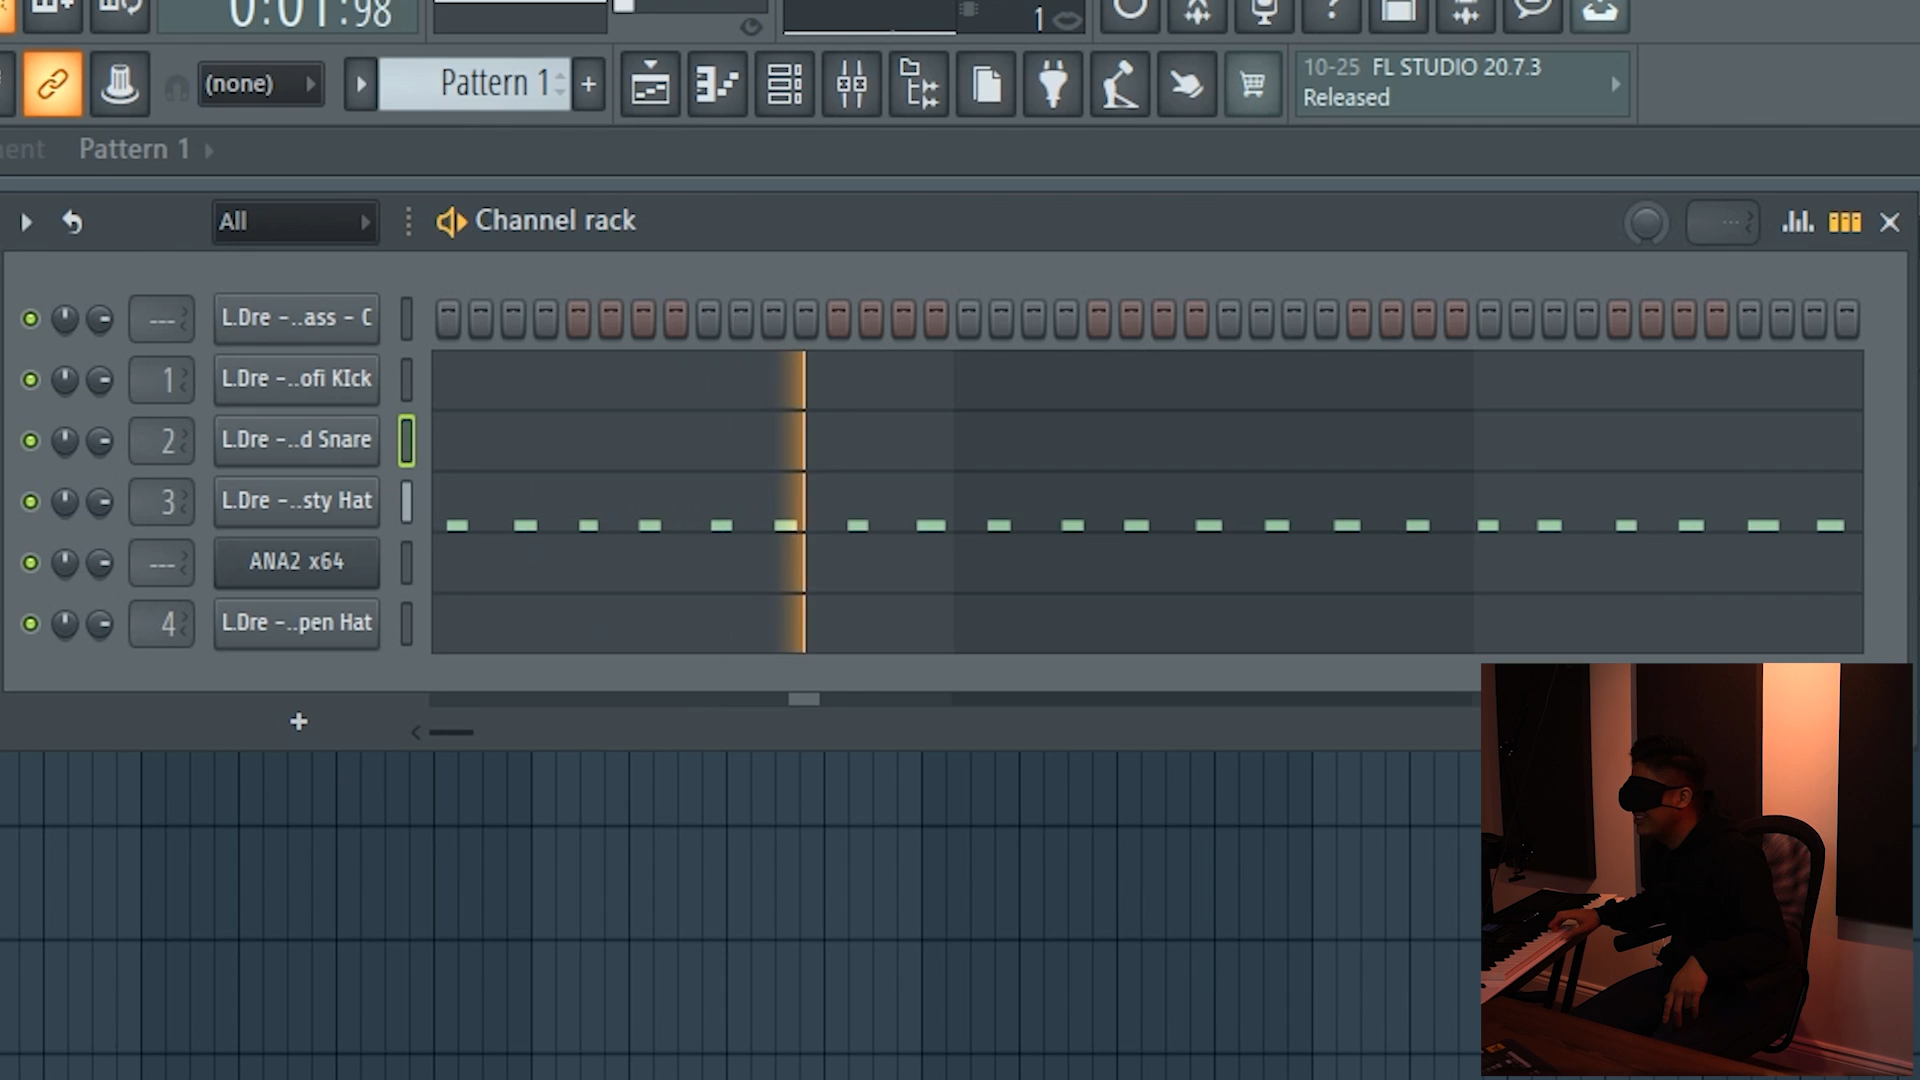 0:01:98
1
(none)
Pattern 1
+
10-25 FL STUDIO 20.7.3
Released
Pattern 1
All
Channel rack
---
L.Dre -..ass - C
1
L.Dre -..ofi KIck
2
L.Dre -..d Snare
3
L.Dre -..sty Hat
---
ANA2 x64
4
L.Dre -..pen Hat
+